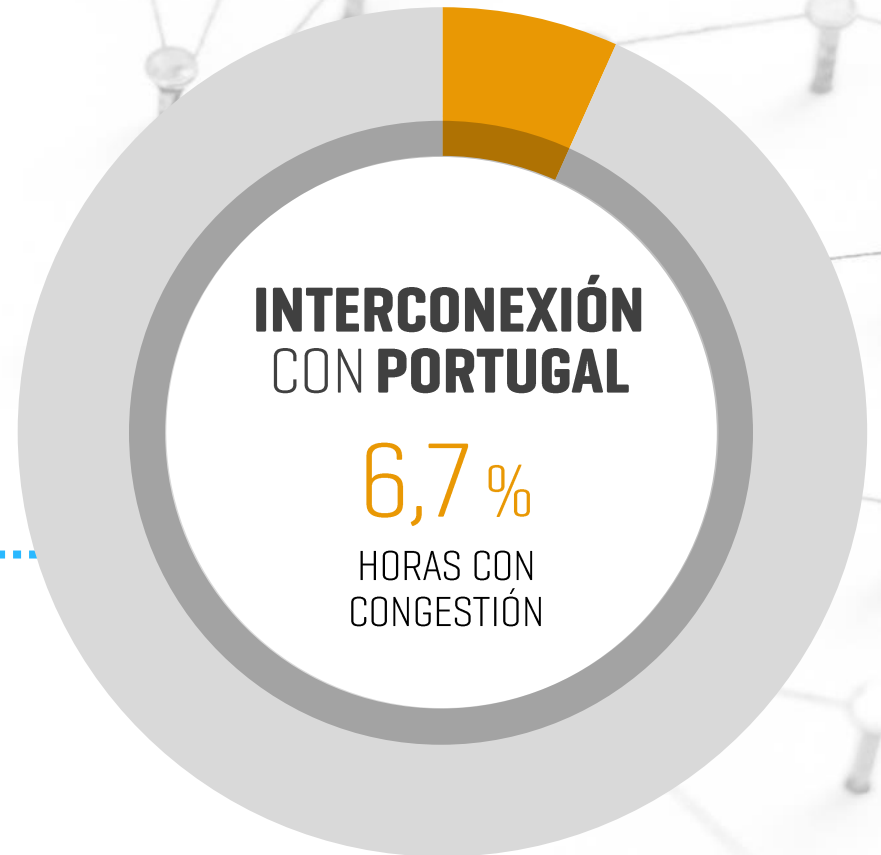 INTERCONEXIÓN
CON PORTUGAL
6,7 %
HORAS CON
CONGESTIÓN